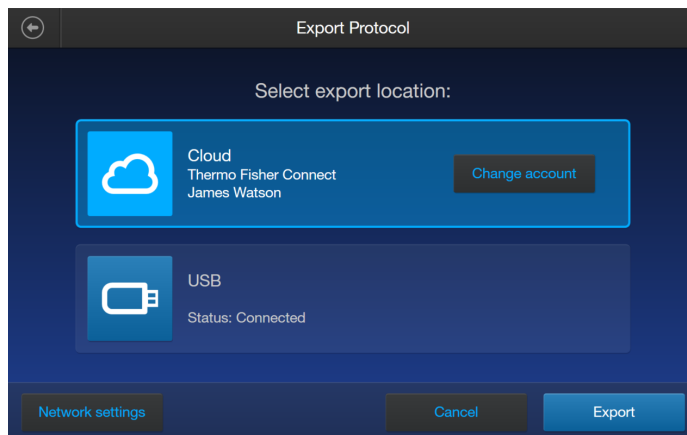 Export Protocol
Select export location:
Cloud
Thermo Fisher Connect
James Watson
Change account
USB
Status: Connected
Network settings
Cancel
Export